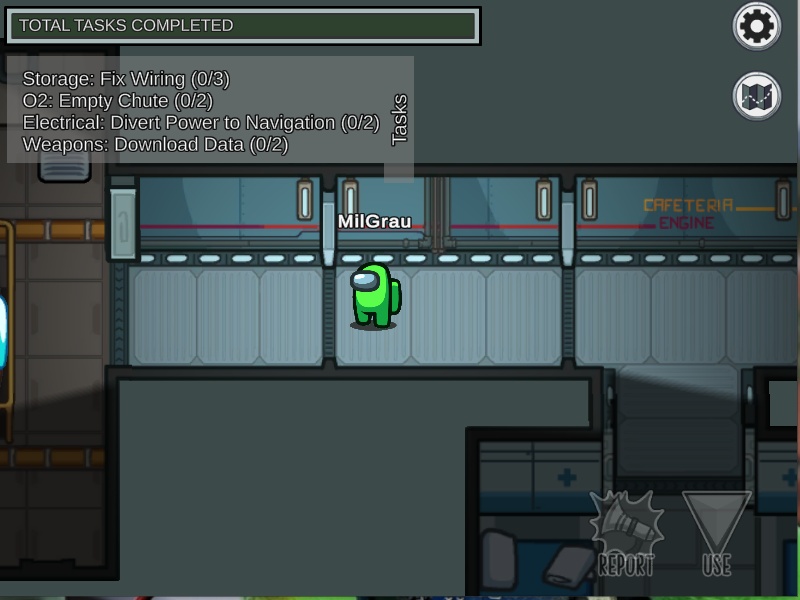 TOTAL TASKS COMPLETED
Storage: Fix Wiring (0/3)
O2: Empty Chute (0/2)
Electrical: Divert Power to Navigation (0/2)
Weapons: Download Data (0/2)
Tasks
CAFETERIA
ENGINE
MilGrau
REPORT
USE